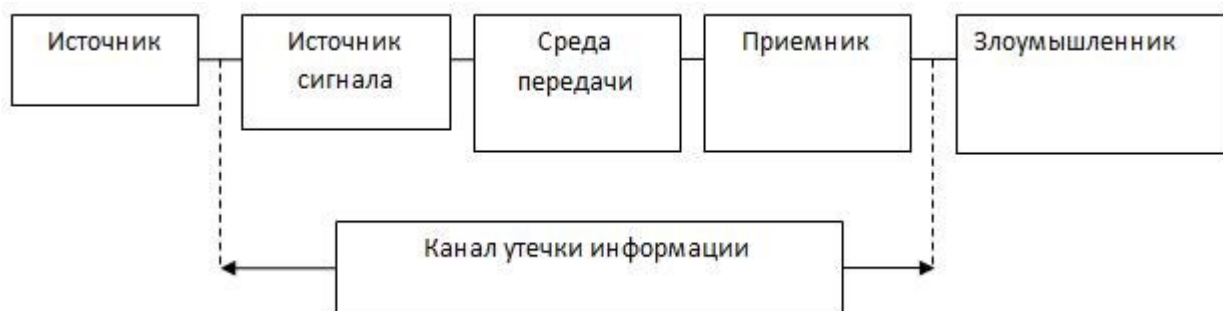 Источник
Источник
сигнала
Среда
передачи
Приемник
Злоумышленник
Канал утечки информации